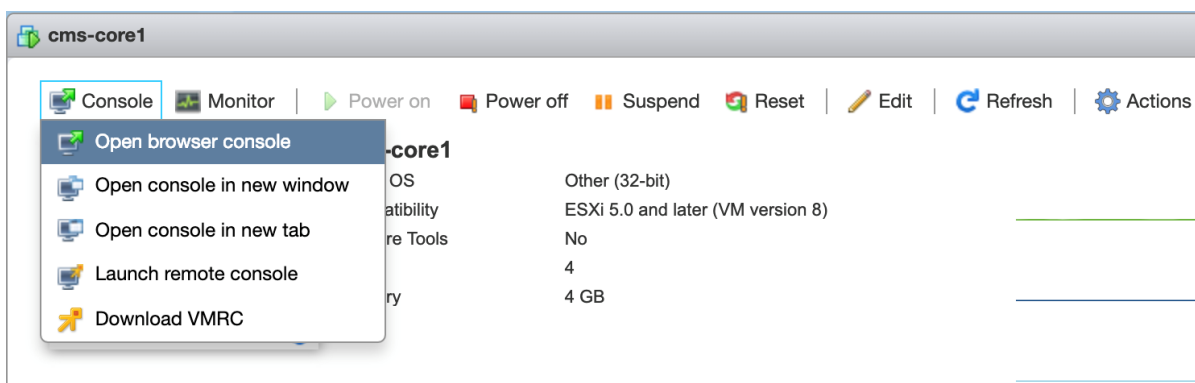 cms-core1
Console Monitor Power on Power off Suspend Reset Edit Refresh Actions
Open browser console
-core1
OS Other (32-bit)
Open console in new window
atibility ESXi 5.0 and later (VM version 8)
Open console in new tab
re Tools No
4
Launch remote console
ry 4 GB
Download VMRC